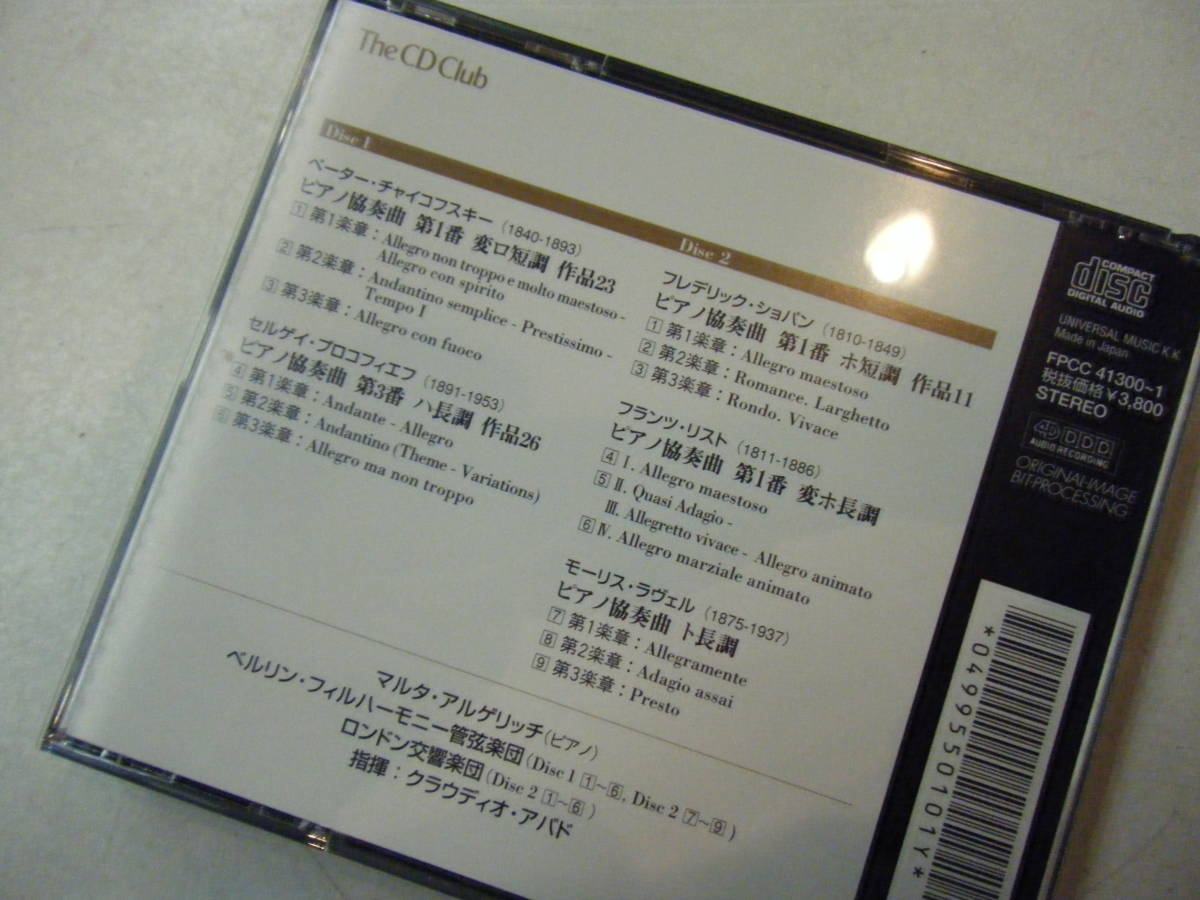 The CD Club
Disc 1
ペーター・チャイコフスキー (1840-1893)
ピアノ協奏曲 第1番 変ロ短調 作品23
1 第1楽章：Allegro non troppo e molto maestoso -
Allegro con spirito
2 第2楽章：Andantino semplice - Prestissimo -
Tempo I
3 第3楽章：Allegro con fuoco
セルゲイ・プロコフィエフ (1891-1953)
ピアノ協奏曲 第3番 ハ長調 作品26
4 第1楽章：Andante - Allegro
5 第2楽章：Andantino (Theme - Variations)
6 第3楽章：Allegro ma non troppo
Disc 2
フレデリック・ショパン (1810-1849)
ピアノ協奏曲 第1番 ホ短調 作品11
1 第1楽章：Allegro maestoso
2 第2楽章：Romance. Larghetto
3 第3楽章：Rondo. Vivace
フランツ・リスト (1811-1886)
ピアノ協奏曲 第1番 変ホ長調
4 I. Allegro maestoso
5 II. Quasi Adagio -
III. Allegretto vivace - Allegro animato
6 IV. Allegro marziale animato
モーリス・ラヴェル (1875-1937)
ピアノ協奏曲 ト長調
7 第1楽章：Allegramente
8 第2楽章：Adagio assai
9 第3楽章：Presto
マルタ・アルゲリッチ (ピアノ)
ベルリン・フィルハーモニー管弦楽団 (Disc 1 1~6, Disc 2 7~9)
ロンドン交響楽団 (Disc 2 1~6)
指揮：クラウディオ・アバド
COMPACT
disc
DIGITAL AUDIO
UNIVERSAL MUSIC K.K.
Made in Japan
FPCC 41300~1
税抜価格¥3,800
STEREO
4D DDD
AUDIO RECORDING
ORIGINAL-IMAGE
BIT-PROCESSING
*0499550101Y*